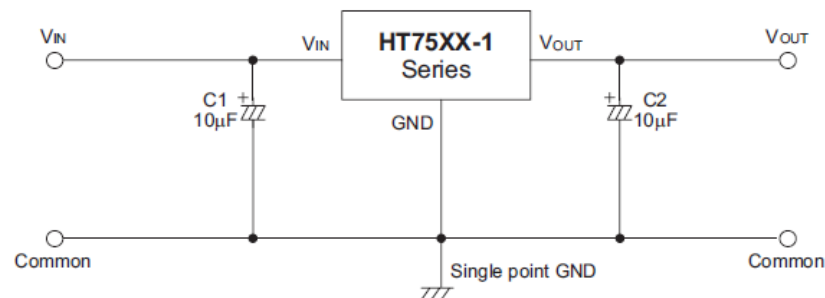 VIN
VIN
HT75XX-1
Series
VOUT
VOUT
C1
10μF
+
GND
+
C2
10μF
Common
Single point GND
Common